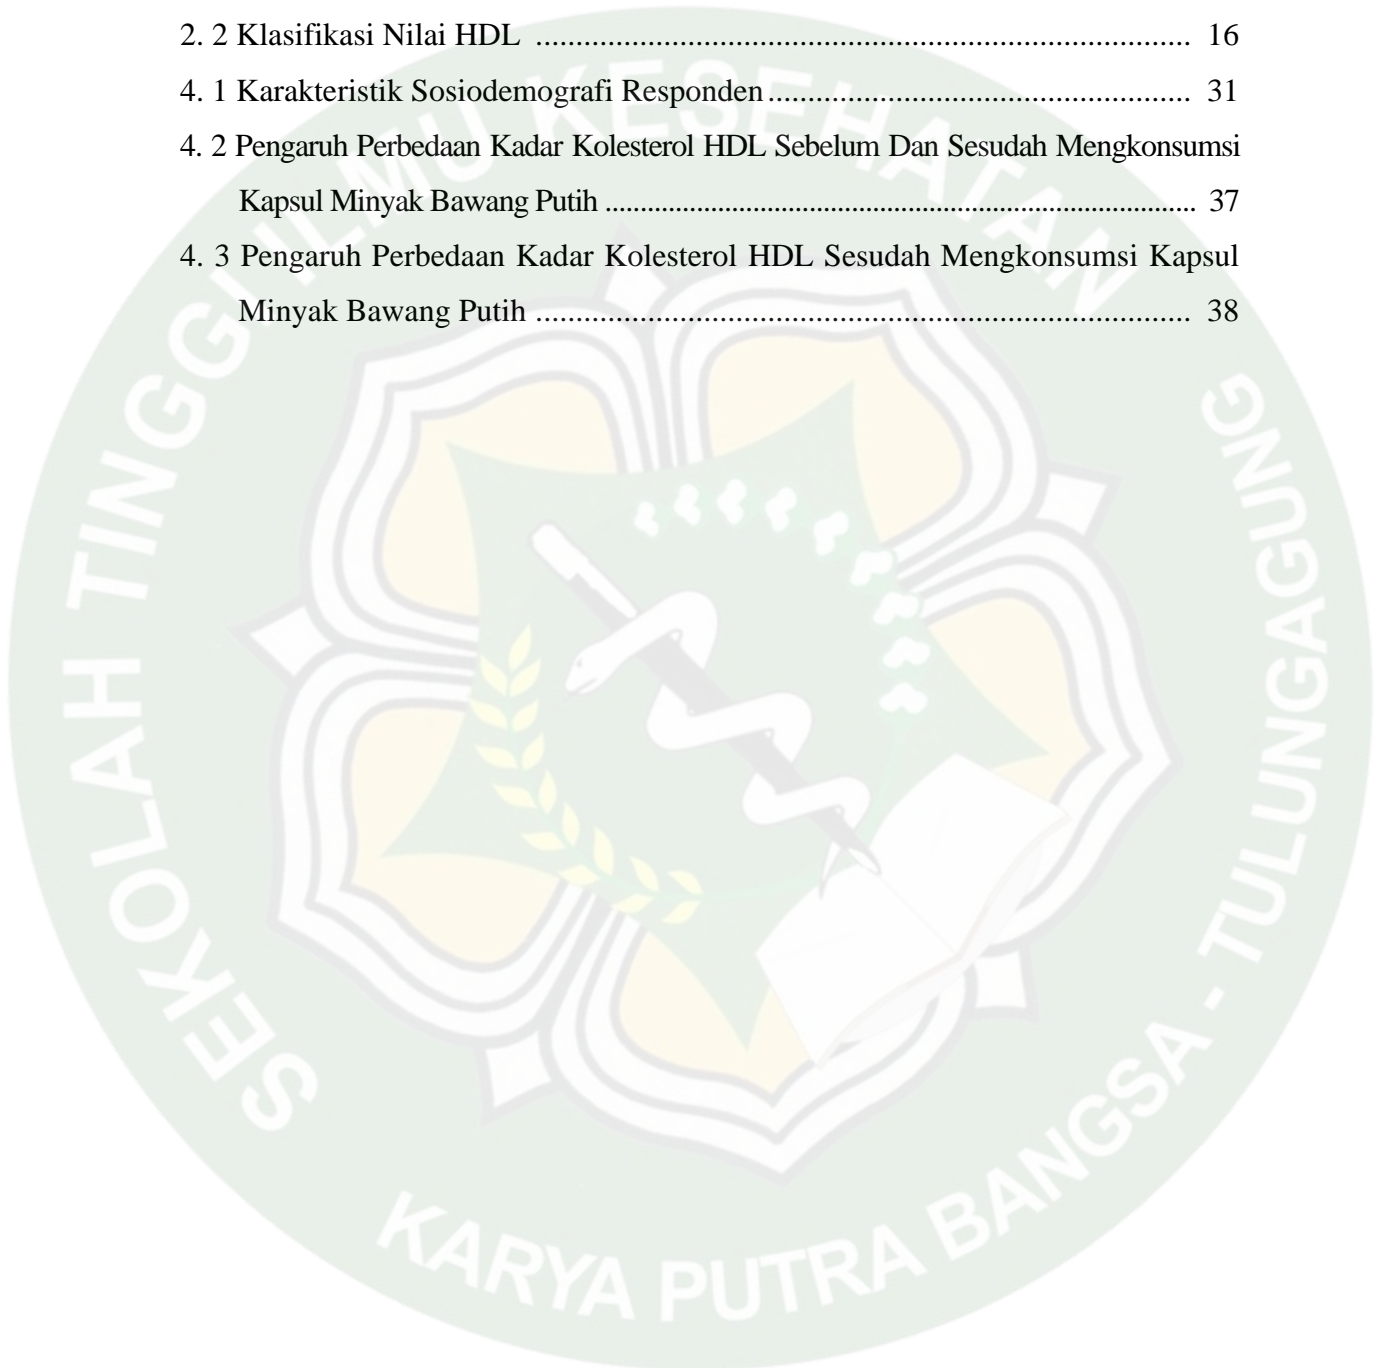 2. 2 Klasifikasi Nilai HDL ................................................................................ 16
4. 1 Karakteristik Sosiodemografi Responden .................................................... 31
4. 2 Pengaruh Perbedaan Kadar Kolesterol HDL Sebelum Dan Sesudah Mengkonsumsi
Kapsul Minyak Bawang Putih ......................................................................... 37
4. 3 Pengaruh Perbedaan Kadar Kolesterol HDL Sesudah Mengkonsumsi Kapsul
Minyak Bawang Putih ................................................................................ 38
SEKOLAH TINGGI ILMU KESEHATAN
KARYA PUTRA BANGSA - TULUNGAGUNG